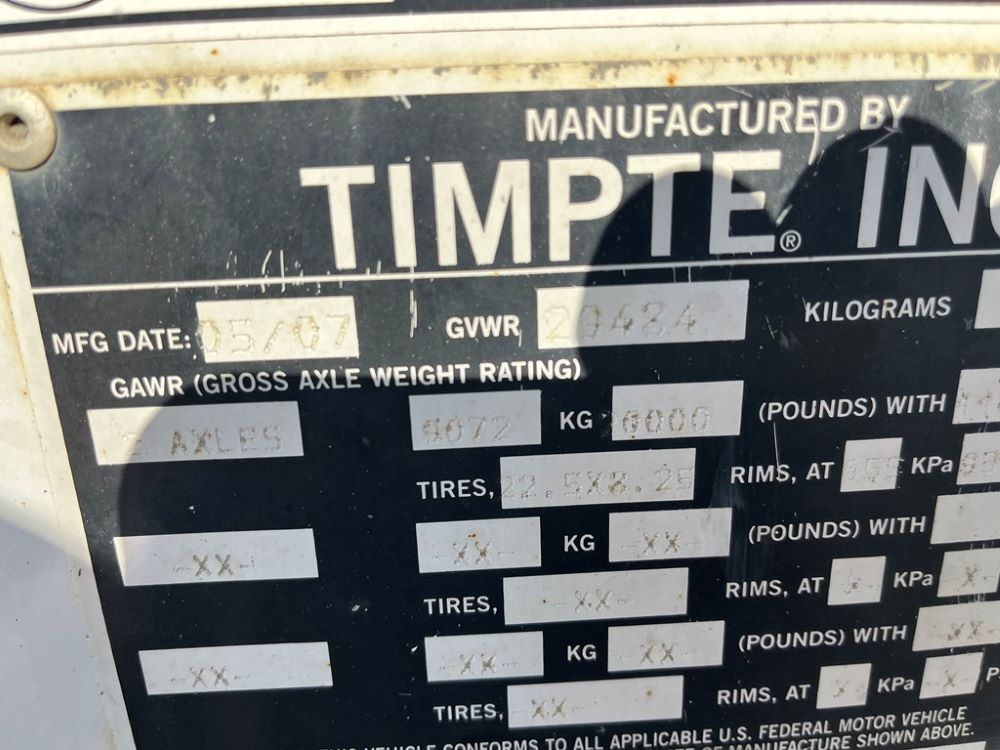 MANUFACTURED BY
TIMPTE® INC
MFG DATE: 05/07 GVWR 29484 KILOGRAMS
GAWR (GROSS AXLE WEIGHT RATING)
2 AXLES 9072 KG 20000 (POUNDS) WITH
TIRES, 22.5X8.25 RIMS, AT KPa
-XX- -XX- KG -XX- (POUNDS) WITH
TIRES, -XX- RIMS, AT X KPa -X-
-XX- -XX- KG -XX- (POUNDS) WITH -XX-
TIRES, -XX- RIMS, AT X KPa -X-
THIS VEHICLE CONFORMS TO ALL APPLICABLE U.S. FEDERAL MOTOR VEHICLE
OF MANUFACTURE SHOWN ABOVE.